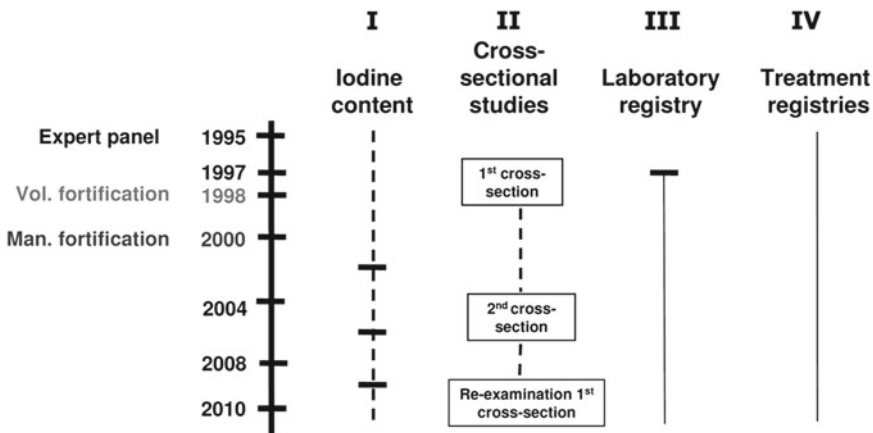 I
II
III
IV
Iodine
content
Cross-
sectional
studies
Laboratory
registry
Treatment
registries
Expert panel 1995
1997
Vol. fortification 1998
Man. fortification 2000
2004
2008
2010
1st cross-
section
2nd cross-
section
Re-examination 1st
cross-section